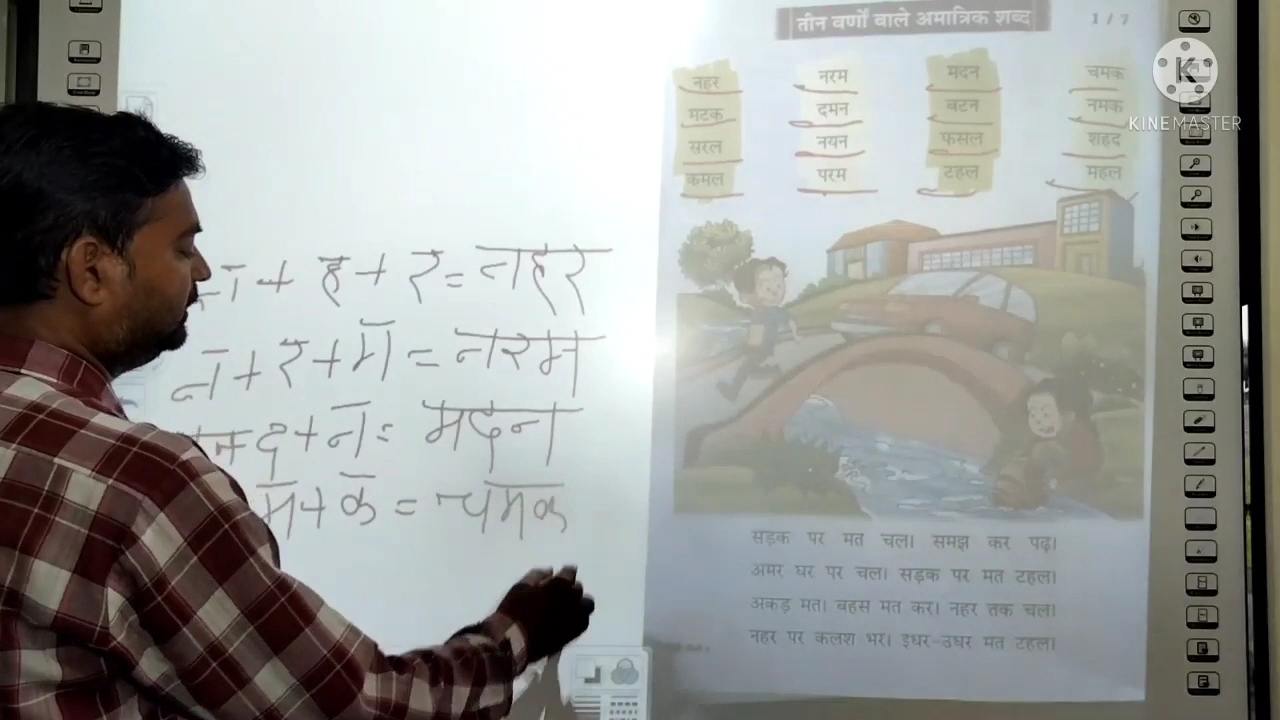 तीन वर्णों वाले अमात्रिक शब्द
1/7
नहर नरम मदन चमक
मटक दमन बटन नमक
सरल नयन फसल शहद
कमल परम टहल महल
KINEMASTER
न + ह + र = नहर
न + र + म = नरम
द + न = मदन
म + क = चमक
सड़क पर मत चल। समझ कर पढ़।
अमर घर पर चल। सड़क पर मत टहल।
अकड़ मत। बहस मत कर। नहर तक चल।
नहर पर कलश भर। इधर-उधर मत टहल।